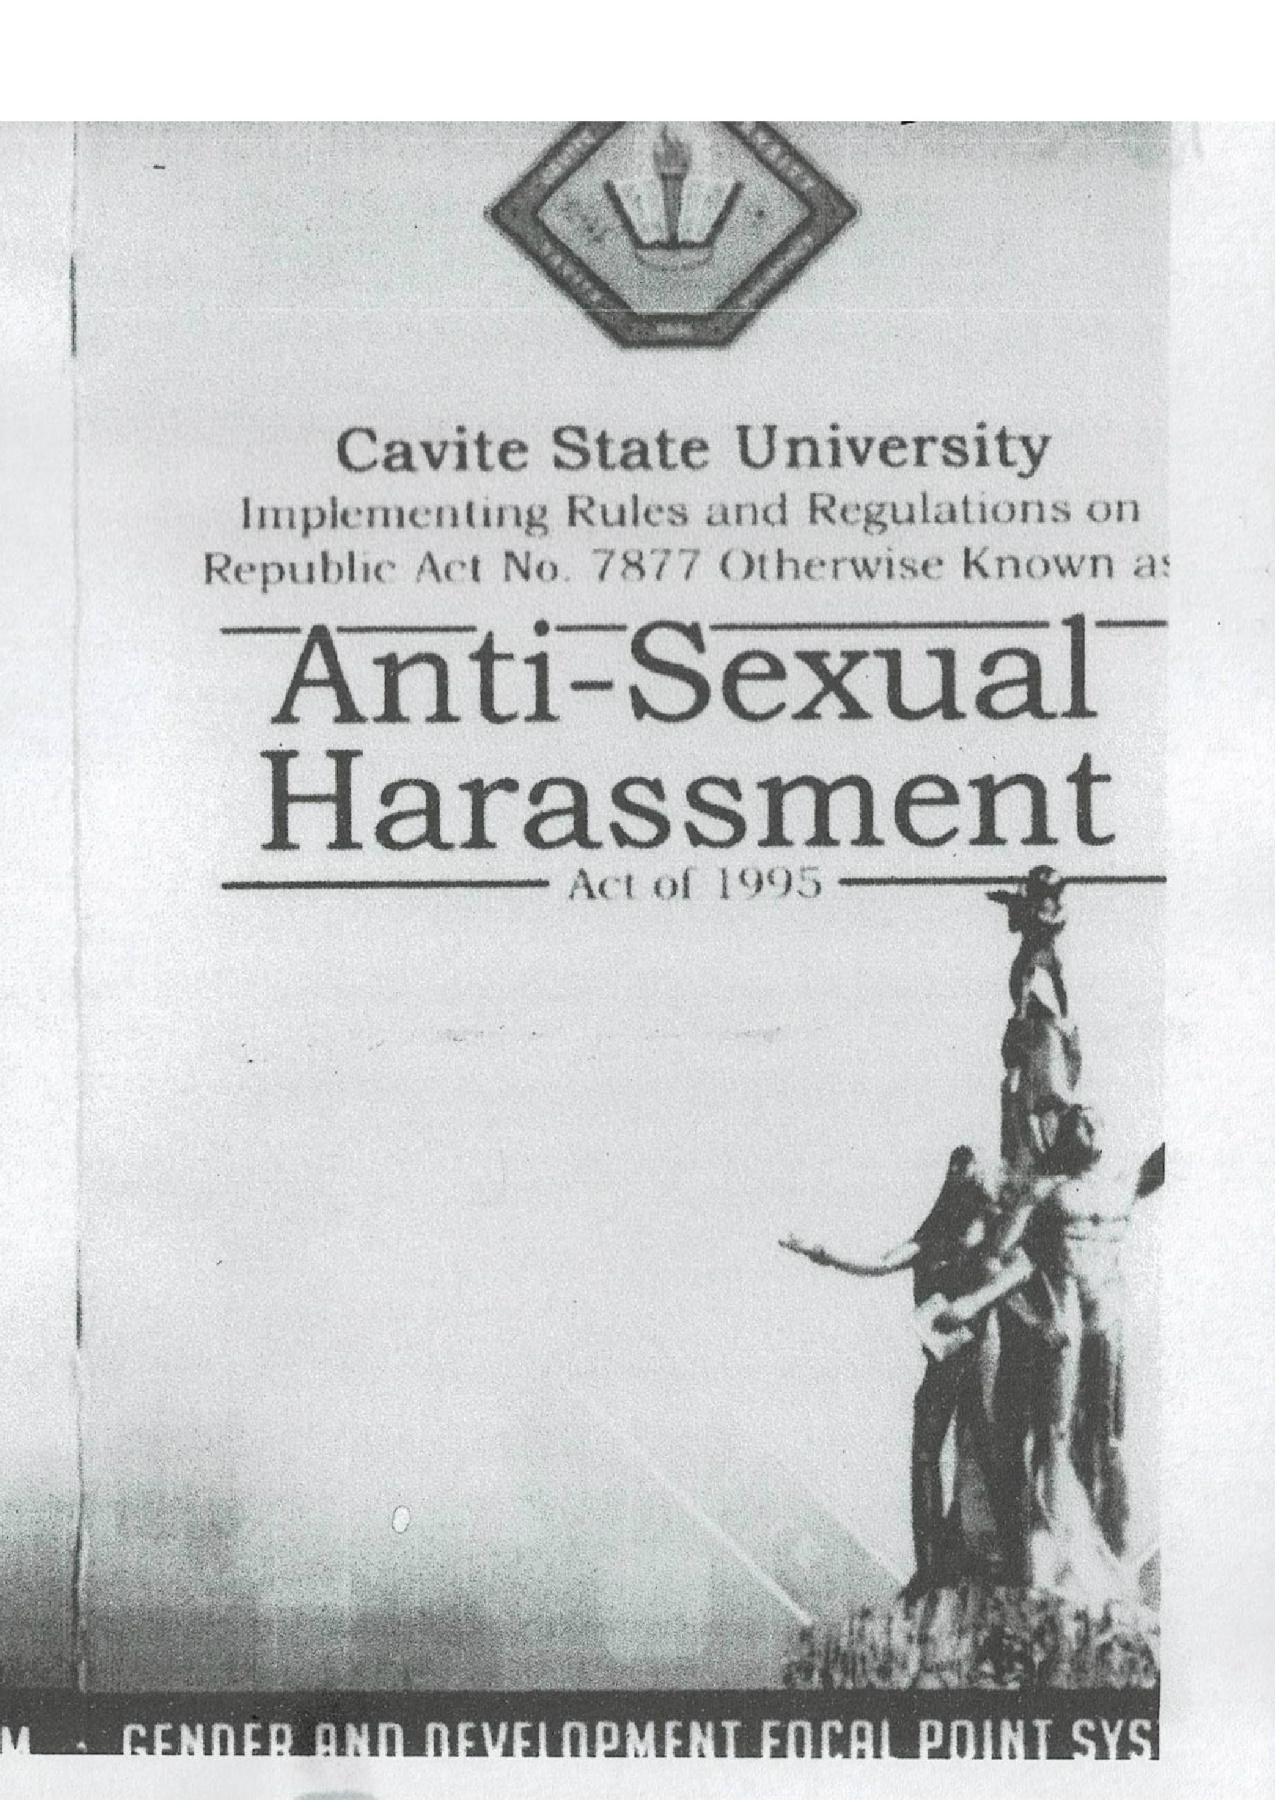 Cavite State University
Implementing Rules and Regulations on
Republic Act No. 7877 Otherwise Known as
Anti-Sexual
Harassment
Act of 1995
M GENDER AND DEVELOPMENT FOCAL POINT SYS